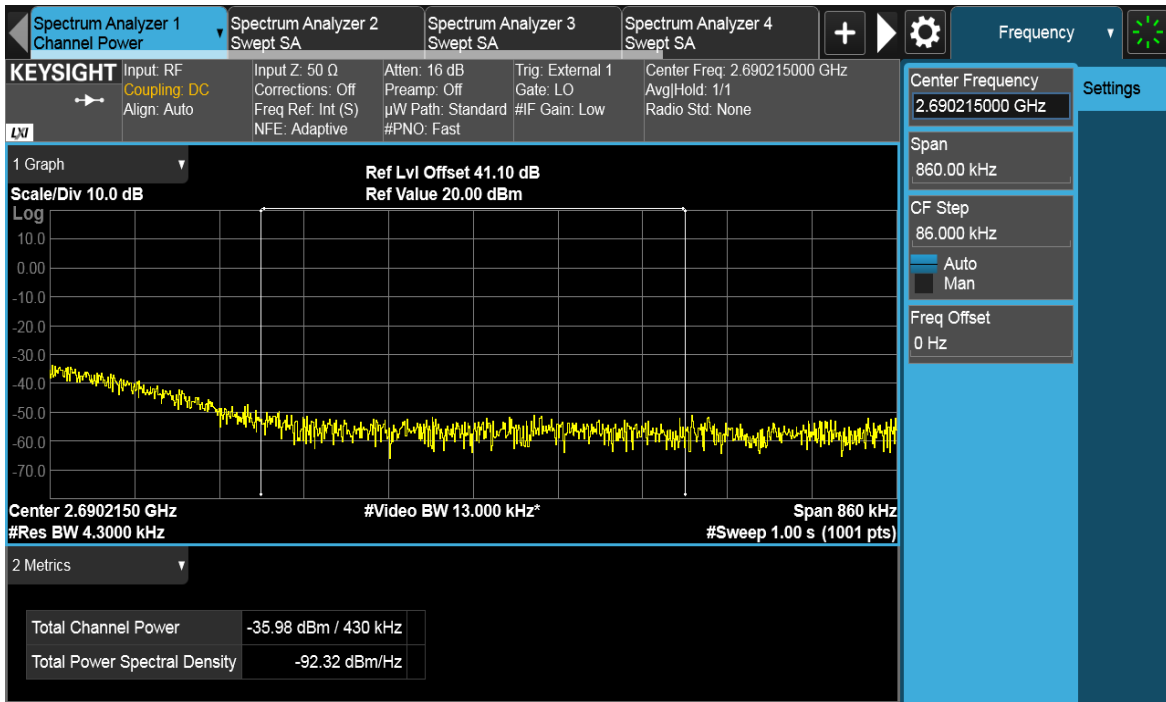 Spectrum Analyzer 1
Channel Power
Spectrum Analyzer 2
Swept SA
Spectrum Analyzer 3
Swept SA
Spectrum Analyzer 4
Swept SA
+
Frequency
KEYSIGHT
LXI
Input: RF
Coupling: DC
Align: Auto
Input Z: 50 Ω
Corrections: Off
Freq Ref: Int (S)
NFE: Adaptive
Atten: 16 dB
Preamp: Off
µW Path: Standard
#PNO: Fast
Trig: External 1
Gate: LO
#IF Gain: Low
Center Freq: 2.690215000 GHz
Avg|Hold: 1/1
Radio Std: None
1 Graph
Scale/Div 10.0 dB
Ref Lvl Offset 41.10 dB
Ref Value 20.00 dBm
Log
10.0
0.00
-10.0
-20.0
-30.0
-40.0
-50.0
-60.0
-70.0
Center 2.6902150 GHz
#Video BW 13.000 kHz*
Span 860 kHz
#Res BW 4.3000 kHz
#Sweep 1.00 s (1001 pts)
2 Metrics
Total Channel Power -35.98 dBm / 430 kHz
Total Power Spectral Density -92.32 dBm/Hz
Center Frequency
2.690215000 GHz
Span
860.00 kHz
CF Step
86.000 kHz
Auto
Man
Freq Offset
0 Hz
Settings